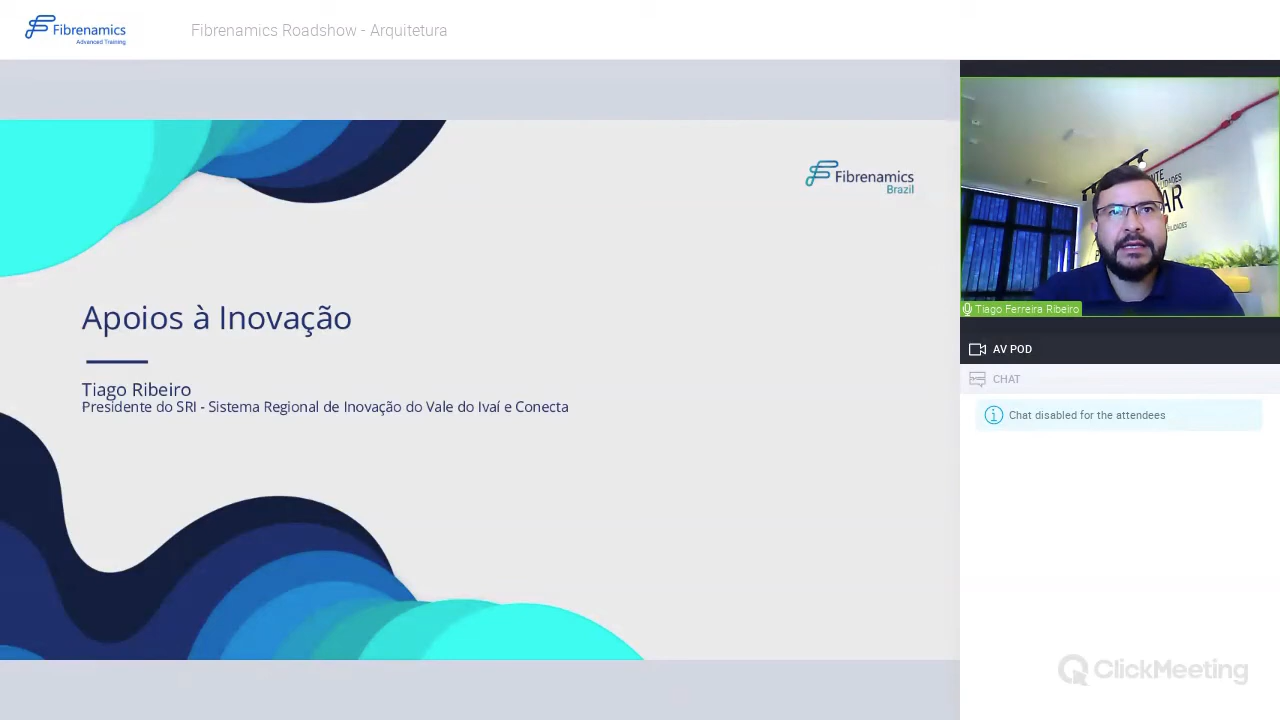 Fibrenamics
Advanced Training
Fibrenamics Roadshow - Arquitetura
Fibrenamics
Brazil
Apoios à Inovação
Tiago Ribeiro
Presidente do SRI - Sistema Regional de Inovação do Vale do Ivaí e Conecta
AR
Tiago Ferreira Ribeiro
AV POD
CHAT
Chat disabled for the attendees
ClickMeeting